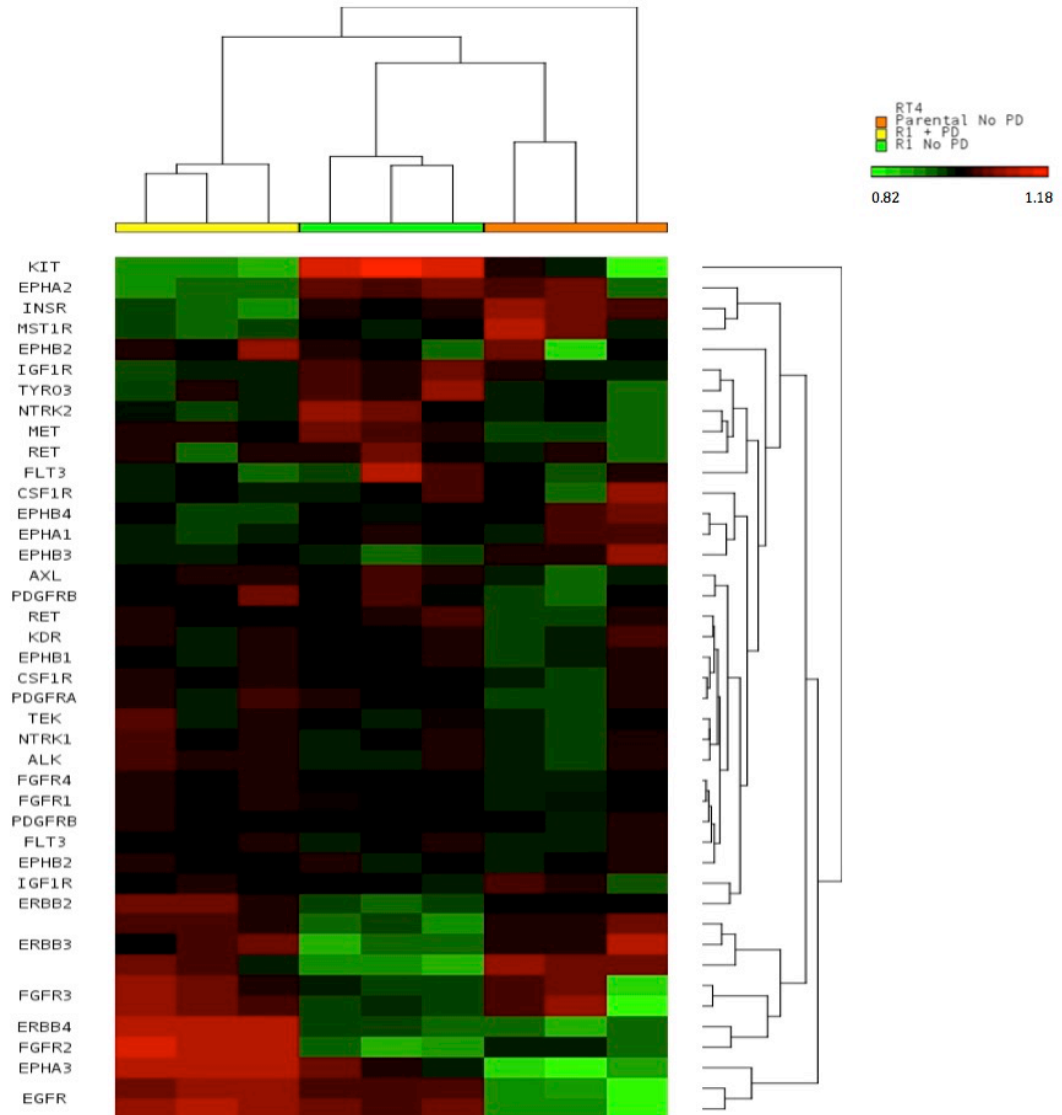 RT4
Parental No PD
R1 + PD
R1 No PD
0.82 1.18
KIT
EPHA2
INSR
MST1R
EPHB2
IGF1R
TYRO3
NTRK2
MET
RET
FLT3
CSF1R
EPHB4
EPHA1
EPHB3
AXL
PDGFRB
RET
KDR
EPHB1
CSF1R
PDGFRA
TEK
NTRK1
ALK
FGFR4
FGFR1
PDGFRB
FLT3
EPHB2
IGF1R
ERBB2
ERBB3
FGFR3
ERBB4
FGFR2
EPHA3
EGFR